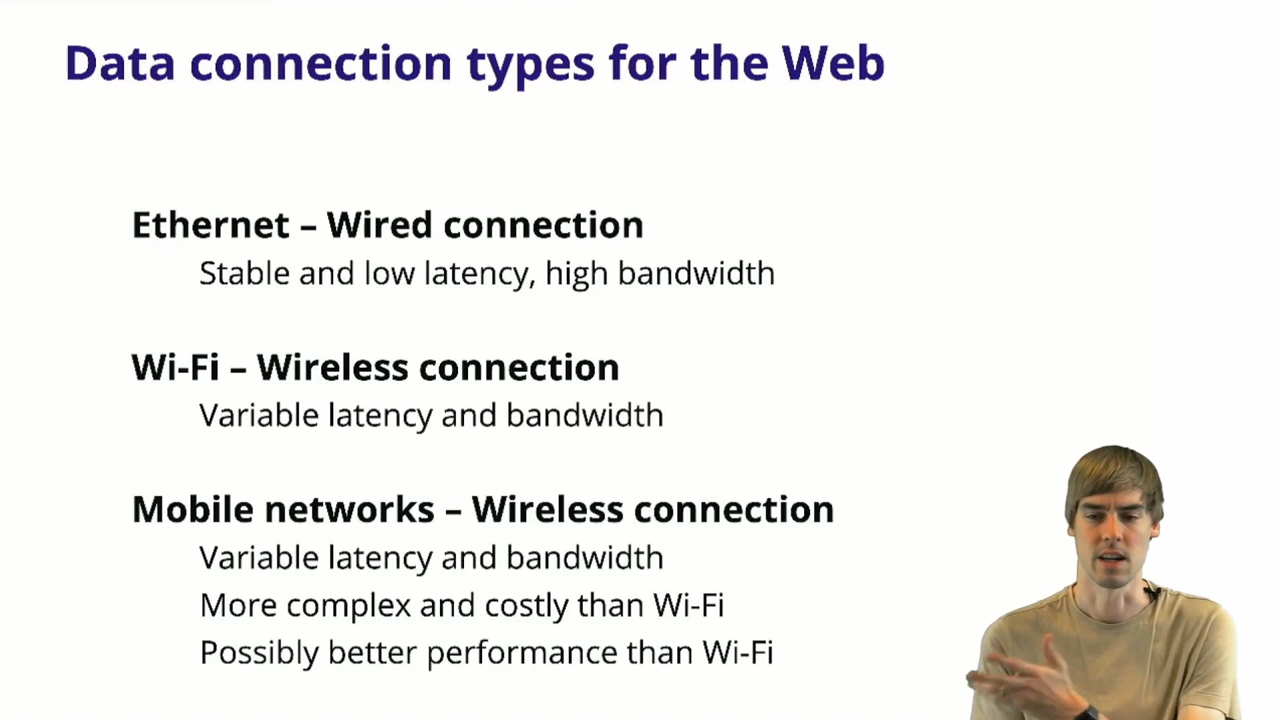 Data connection types for the Web
Ethernet – Wired connection
Stable and low latency, high bandwidth
Wi-Fi – Wireless connection
Variable latency and bandwidth
Mobile networks – Wireless connection
Variable latency and bandwidth
More complex and costly than Wi-Fi
Possibly better performance than Wi-Fi